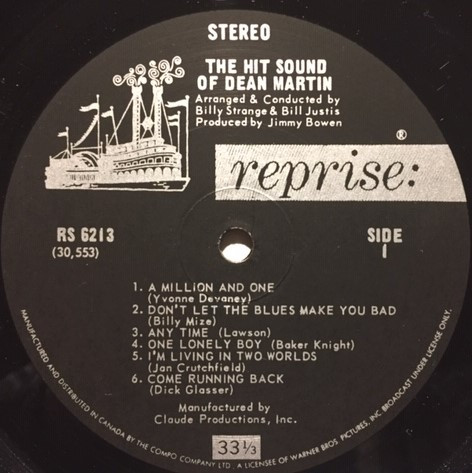 STEREO
THE HIT SOUND
OF DEAN MARTIN
Arranged & Conducted by
Billy Strange & Bill Justis
Produced by Jimmy Bowen
®
reprise:
RS 6213
(30,553)
SIDE
1
1. A MILLION AND ONE
(Yvonne Devaney)
2. DON'T LET THE BLUES MAKE YOU BAD
(Billy Mize)
3. ANY TIME (Lawson)
4. ONE LONELY BOY (Baker Knight)
5. I'M LIVING IN TWO WORLDS
(Jan Crutchfield)
6. COME RUNNING BACK
(Dick Glasser)
Manufactured by
Claude Productions, Inc.
33⅓
MANUFACTURED AND DISTRIBUTED IN CANADA BY THE COMPO COMPANY LTD. A LICENSEE OF WARNER BROS. PICTURES, INC. BROADCAST UNDER LICENSE ONLY.